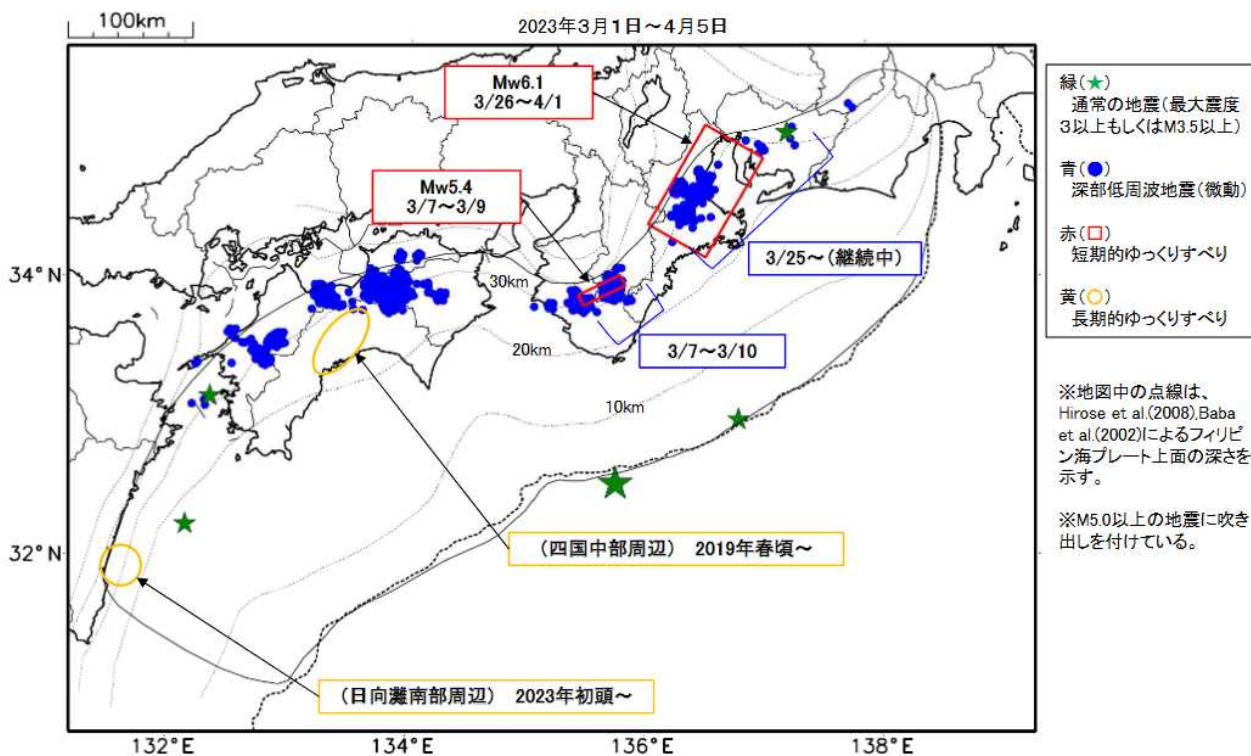 100km
2023年3月1日～4月5日
Mw6.1
3/26～4/1
Mw5.4
3/7～3/9
34°N
30km
20km
10km
3/25～(継続中)
3/7～3/10
32°N
(四国中部周辺) 2019年春頃～
(日向灘南部周辺) 2023年初頭～
132°E
134°E
136°E
138°E
緑(★)
通常の地震(最大震度
3以上もしくはM3.5以上)
青(●)
深部低周波地震(微動)
赤(□)
短期的ゆっくりすべり
黄(○)
長期的ゆっくりすべり
※地図中の点線は、
Hirose et al.(2008),Baba
et al.(2002)によるフィリピ
ン海プレート上面の深さを
示す。
※M5.0以上の地震に吹き
出しを付けている。